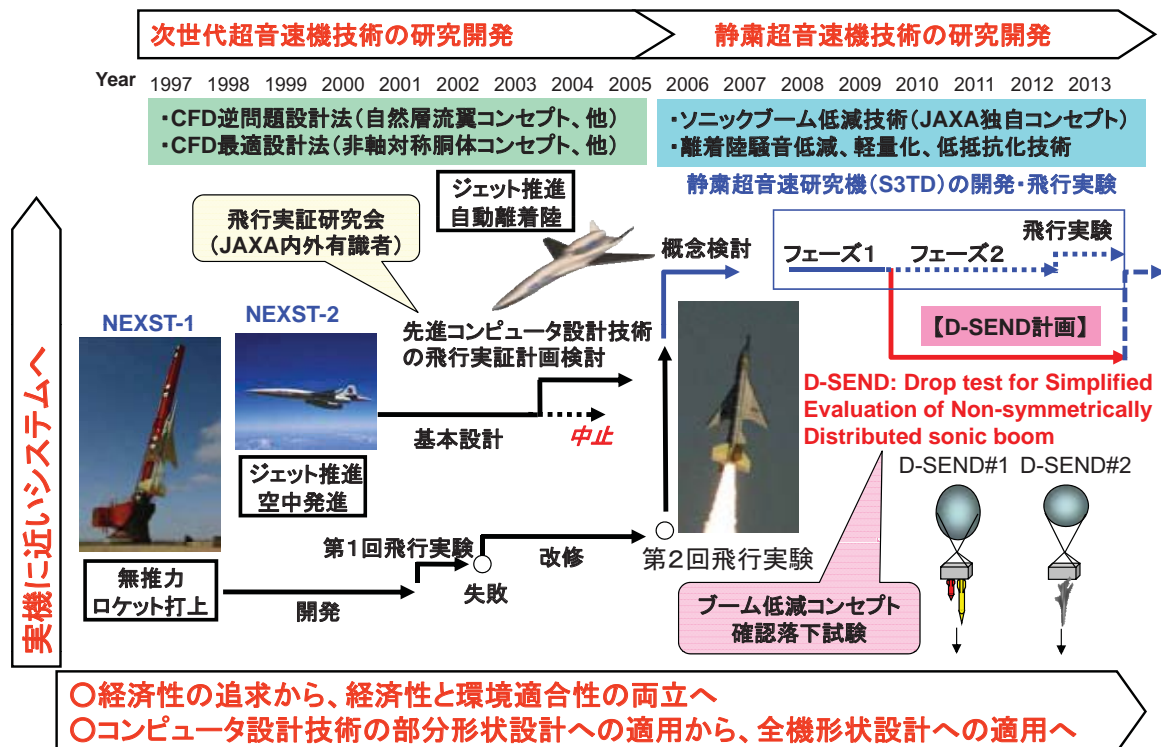 次世代超音速機技術の研究開発
静粛超音速機技術の研究開発
Year 1997 1998 1999 2000 2001 2002 2003 2004 2005 2006 2007 2008 2009 2010 2011 2012 2013
・CFD逆問題設計法（自然層流翼コンセプト、他）
・CFD最適設計法（非軸対称胴体コンセプト、他）
・ソニックブーム低減技術（JAXA独自コンセプト）
・離着陸騒音低減、軽量化、低抵抗化技術
静粛超音速研究機（S3TD）の開発・飛行実験
ジェット推進
自動離着陸
飛行実証研究会
（JAXA内外有識者）
概念検討
フェーズ1
フェーズ2
飛行実験
NEXST-1
NEXST-2
先進コンピュータ設計技術
の飛行実証計画検討
【D-SEND計画】
D-SEND: Drop test for Simplified
Evaluation of Non-symmetrically
Distributed sonic boom
基本設計
中止
ジェット推進
空中発進
D-SEND#1
D-SEND#2
第1回飛行実験
失敗
改修
第2回飛行実験
無推力
ロケット打上
開発
ブーム低減コンセプト
確認落下試験
実機に近いシステムへ
○経済性の追求から、経済性と環境適合性の両立へ
○コンピュータ設計技術の部分形状設計への適用から、全機形状設計への適用へ